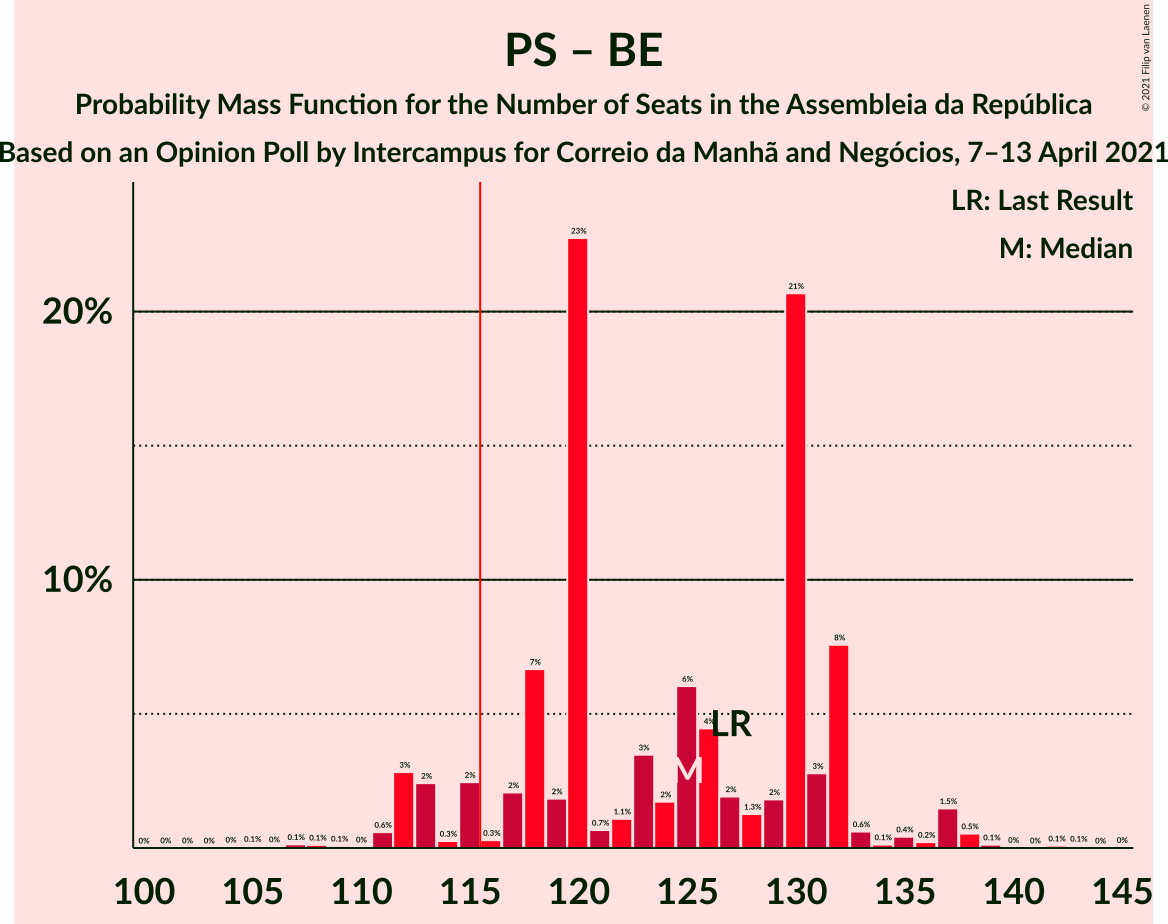 PS – BE
Probability Mass Function for the Number of Seats in the Assembleia da República
Based on an Opinion Poll by Intercampus for Correio da Manhã and Negócios, 7–13 April 2021
© 2021 Filip van Laenen
LR: Last Result
M: Median
20%
10%
0% 0% 0% 0% 0% 0.1% 0% 0.1% 0.1% 0.1% 0% 0.6% 3% 2% 0.3% 2% 0.3% 2% 7% 2% 23% 0.7% 1.1% 3% 2% 6% 4% 2% 1.3% 2% 21% 3% 8% 0.6% 0.1% 0.4% 0.2% 1.5% 0.5% 0.1% 0% 0% 0.1% 0.1% 0% 0%
LR
M
100 105 110 115 120 125 130 135 140 145